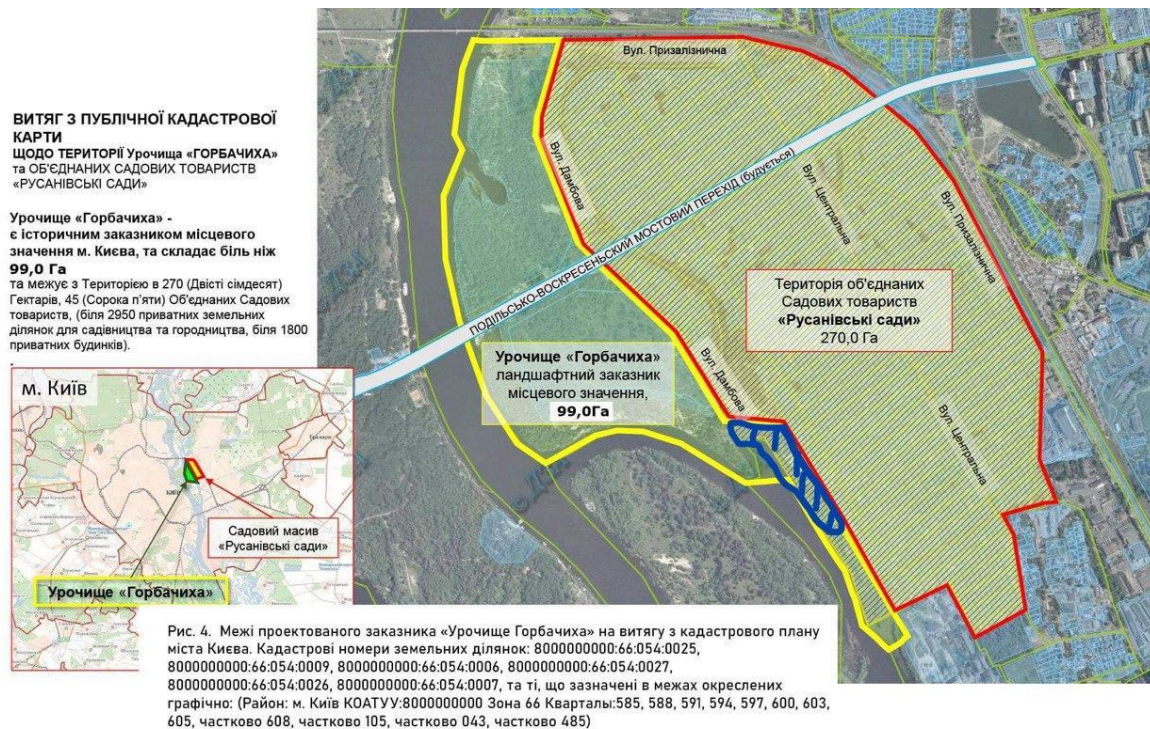 ВИТЯГ З ПУБЛІЧНОЇ КАДАСТРОВОЇ
КАРТИ
ЩОДО ТЕРИТОРІЇ Урочища «ГОРБАЧИХА»
та ОБ'ЄДНАНИХ САДОВИХ ТОВАРИСТВ
«РУСАНІВСЬКІ САДИ»
Урочище «Горбачиха» -
є історичним заказником місцевого
значення м. Києва, та складає біль ніж
99,0 Га
та межує з Територією в 270 (Двісті сімдесят)
Гектарів, 45 (Сорока п'яти) Об'єднаних Садових
товариств, (біля 2950 приватних земельних
ділянок для садівництва та городництва, біля 1800
приватних будинків).
.
м. Київ
Садовий масив
«Русанівські сади»
Урочище «Горбачиха»
Вул. Призалізнична
Вул. Дамбова
ПОДІЛЬСЬКО-ВОСКРЕСЕНЬСКИЙ МОСТОВИЙ ПЕРЕХІД (будується)
Вул. Центральна
Вул. Призалізнична
Територія об'єднаних
Садових товариств
«Русанівські сади»
270,0 Га
Урочище «Горбачиха»
ландшафтний заказник
місцевого значення,
99,0Га
Вул. Дамбова
Вул. Центральна
Рис. 4. Межі проектованого заказника «Урочище Горбачиха» на витягу з кадастрового плану
міста Києва. Кадастрові номери земельних ділянок: 8000000000:66:054:0025,
8000000000:66:054:0009, 8000000000:66:054:0006, 8000000000:66:054:0027,
8000000000:66:054:0026, 8000000000:66:054:0007, та ті, що зазначені в межах окреслених
графічно: (Район: м. Київ КОАТУУ:8000000000 Зона 66 Квартали:585, 588, 591, 594, 597, 600, 603,
605, частково 608, частково 105, частково 043, частково 485)